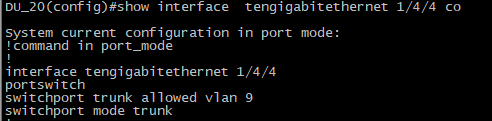 DU_20(config)#show interface  tengigabitethernet 1/4/4 co
System current configuration in port mode:
!command in port_mode
!
interface tengigabitethernet 1/4/4
portswitch
switchport trunk allowed vlan 9
switchport mode trunk